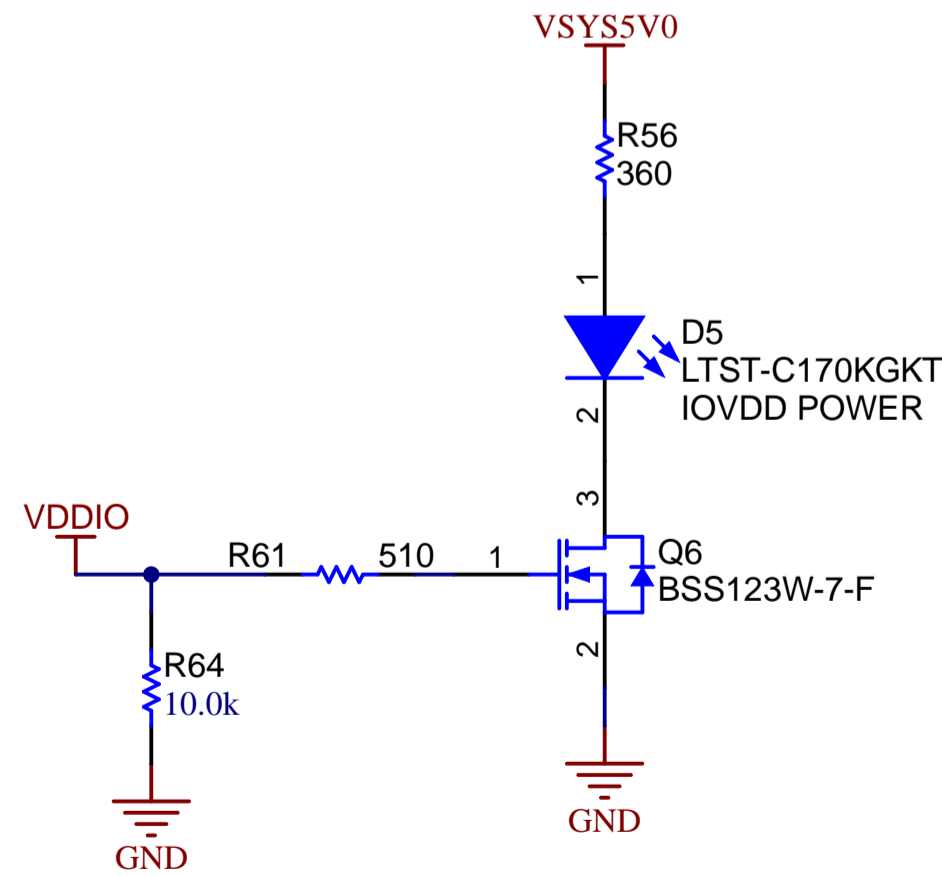 VSYS5V0
R56
360
1
D5
LTST-C170KGKT
IOVDD POWER
2
3
VDDIO
R61 510 1
Q6
BSS123W-7-F
2
R64
10.0k
GND
GND